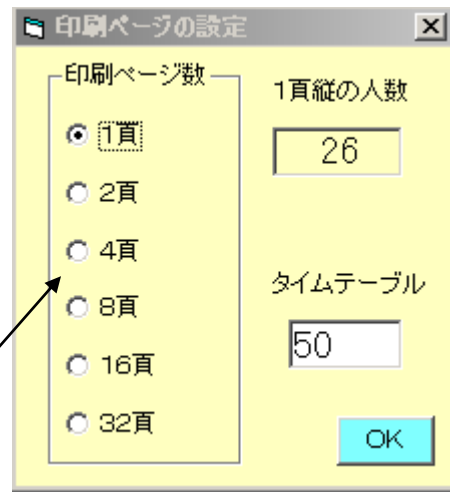 印刷ページの設定
印刷ページ数
1頁
2頁
4頁
8頁
16頁
32頁
1頁縦の人数
26
タイムテーブル
50
OK